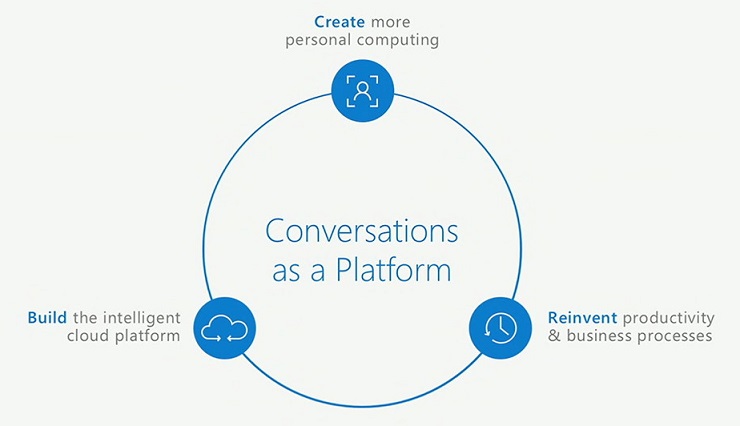 Create more
personal computing
Conversations
as a Platform
Build the intelligent
cloud platform
Reinvent productivity
& business processes